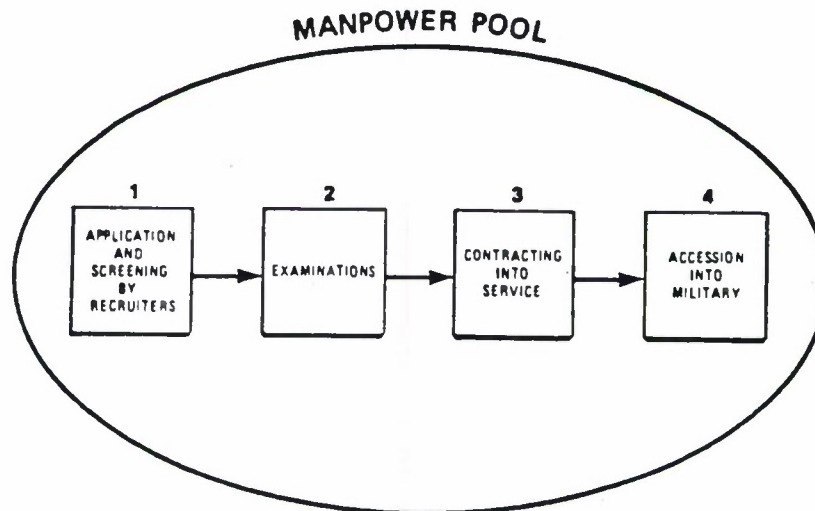 MANPOWER POOL
1
APPLICATION
AND
SCREENING
BY
RECRUITERS
2
EXAMINATIONS
3
CONTRACTING
INTO
SERVICE
4
ACCESSION
INTO
MILITARY